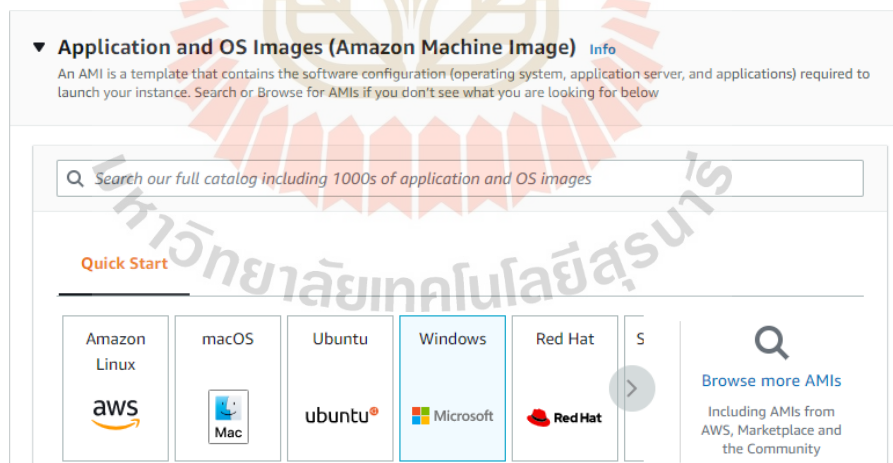 Application and OS Images (Amazon Machine Image) Info
An AMI is a template that contains the software configuration (operating system, application server, and applications) required to
launch your instance. Search or Browse for AMIs if you don't see what you are looking for below
Search our full catalog including 1000s of application and OS images
มหาวิทยาลัยเทคโนโลยีสุรนารี
Quick Start
Amazon
Linux
aws
macOS
Mac
Ubuntu
ubuntu
Windows
Microsoft
Red Hat
Red Hat
S
Browse more AMIs
Including AMIs from
AWS, Marketplace and
the Community